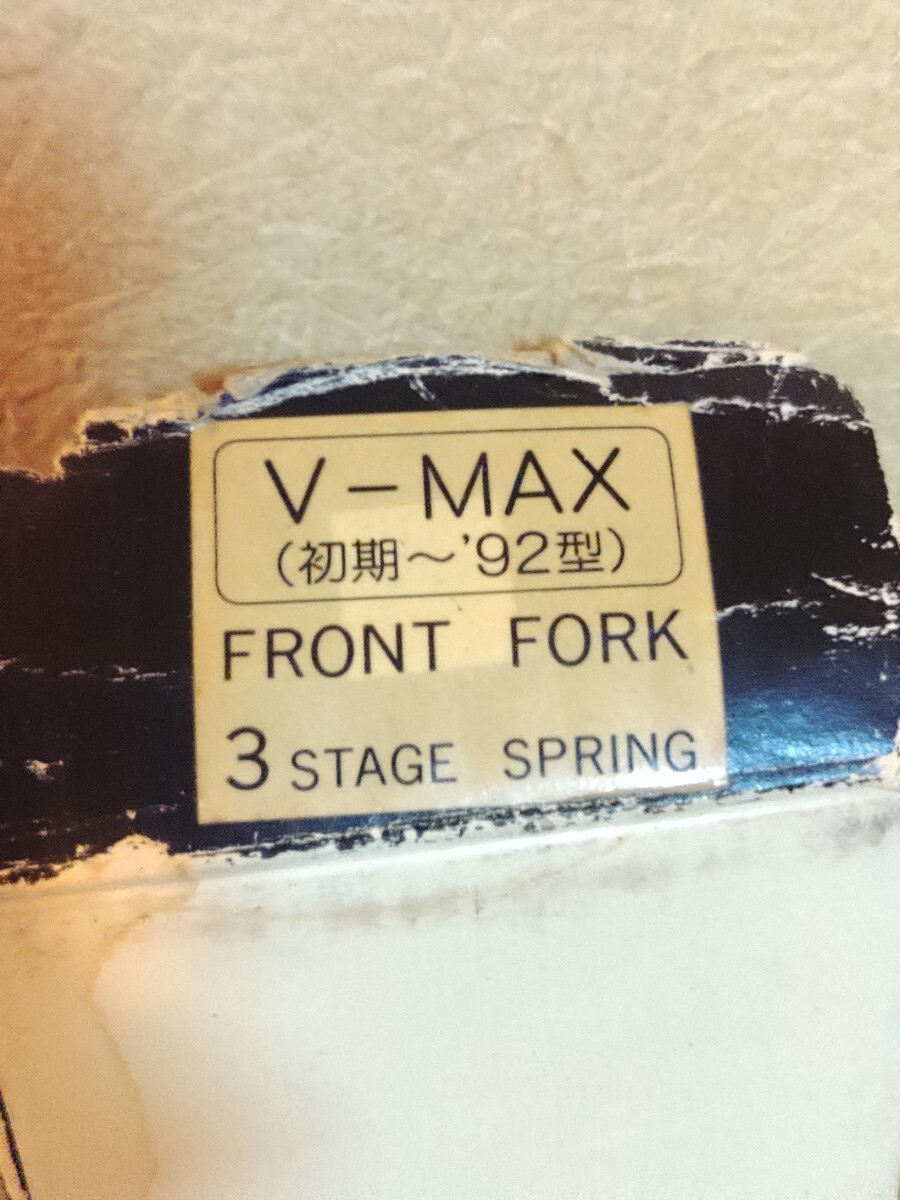 V-MAX
(初期〜'92型)
FRONT FORK
3 STAGE SPRING